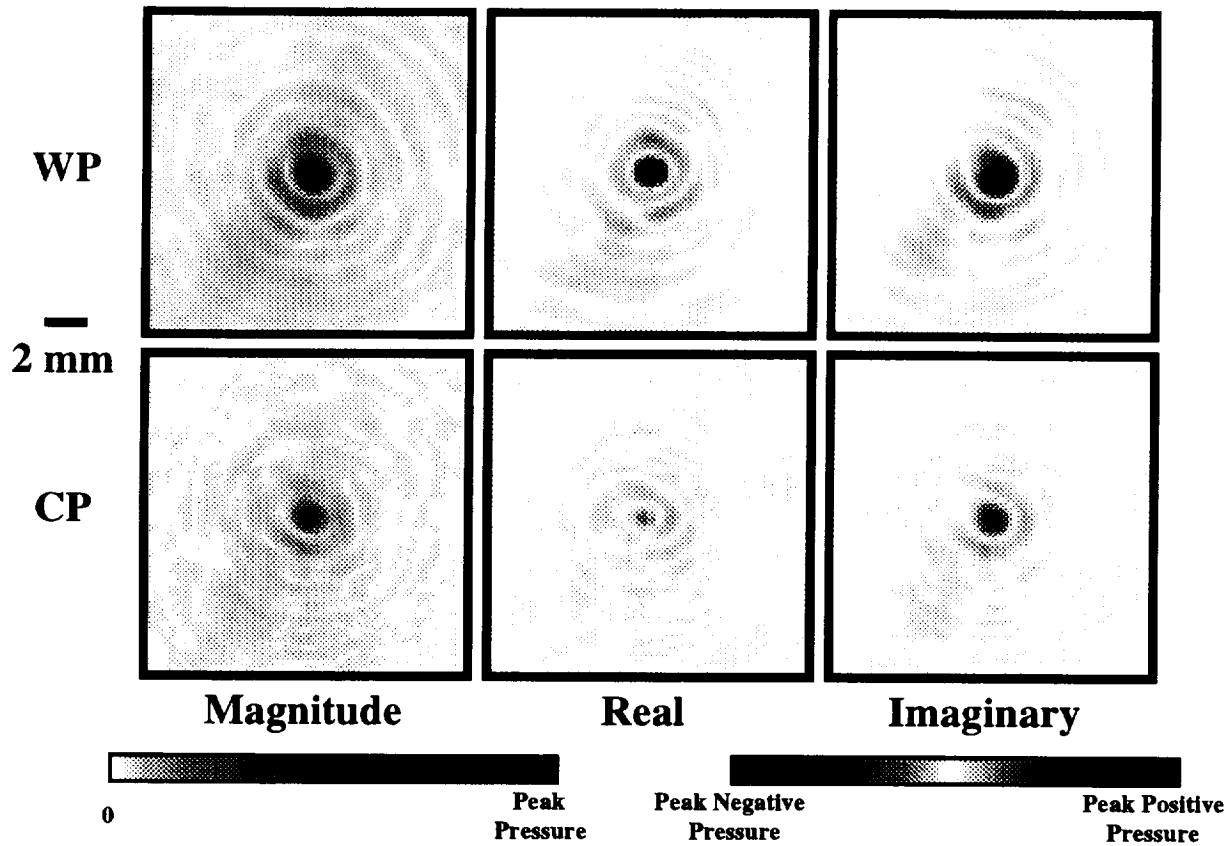 WP
2 mm
CP
Magnitude
Real
Imaginary
0
Peak
Pressure
Peak Negative
Pressure
Peak Positive
Pressure